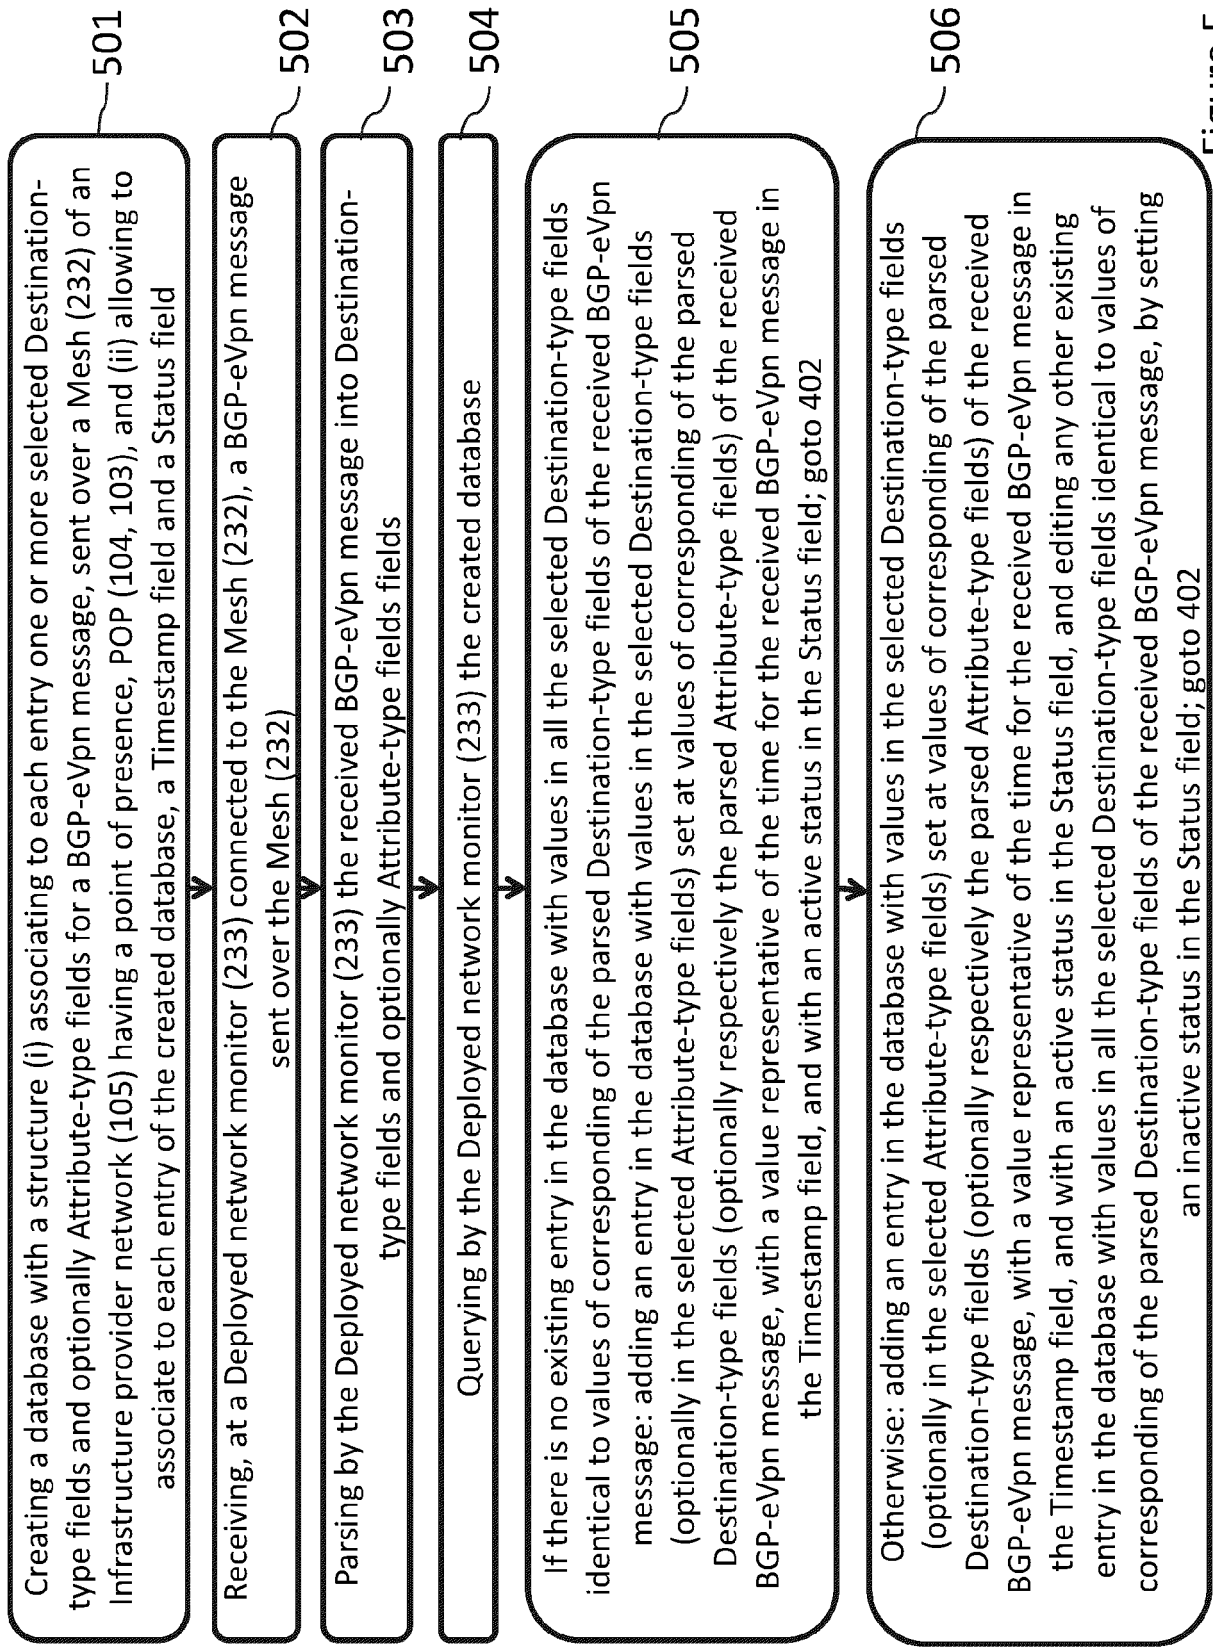 Creating a database with a structure (i) associating to each entry one or more selected Destination-
type fields and optionally Attribute-type fields for a BGP-eVpn message, sent over a Mesh (232) of an
Infrastructure provider network (105) having a point of presence, POP (104, 103), and (ii) allowing to
associate to each entry of the created database, a Timestamp field and a Status field
501
Receiving, at a Deployed network monitor (233) connected to the Mesh (232), a BGP-eVpn message
sent over the Mesh (232)
502
Parsing by the Deployed network monitor (233) the received BGP-eVpn message into Destination-
type fields and optionally Attribute-type fields fields
503
Querying by the Deployed network monitor (233) the created database
504
If there is no existing entry in the database with values in all the selected Destination-type fields
identical to values of corresponding of the parsed Destination-type fields of the received BGP-eVpn
message: adding an entry in the database with values in the selected Destination-type fields
(optionally in the selected Attribute-type fields) set at values of corresponding of the parsed
Destination-type fields (optionally respectively the parsed Attribute-type fields) of the received
BGP-eVpn message, with a value representative of the time for the received BGP-eVpn message in
the Timestamp field, and with an active status in the Status field; goto 402
505
Otherwise: adding an entry in the database with values in the selected Destination-type fields
(optionally in the selected Attribute-type fields) set at values of corresponding of the parsed
Destination-type fields (optionally respectively the parsed Attribute-type fields) of the received
BGP-eVpn message, with a value representative of the time for the received BGP-eVpn message in
the Timestamp field, and with an active status in the Status field, and editing any other existing
entry in the database with values in all the selected Destination-type fields identical to values of
corresponding of the parsed Destination-type fields of the received BGP-eVpn message, by setting
an inactive status in the Status field; goto 402
506
Figure 5